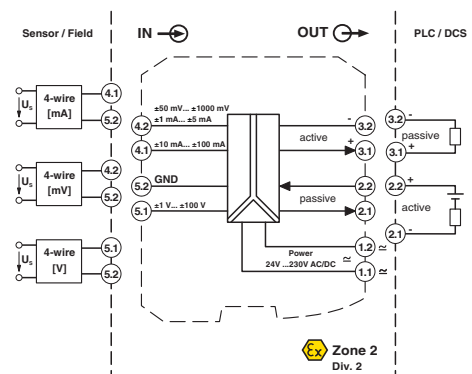 Sensor / Field
IN
OUT
PLC / DCS
Us
4-wire
[mA]
4.1
5.2
Us
4-wire
[mV]
4.2
5.2
Us
4-wire
[V]
5.1
5.2
±50 mV... ±1000 mV
4.2
±1 mA... ±5 mA
4.1
±10 mA... ±100 mA
5.2
GND
5.1
±1 V... ±100 V
-
3.2
active
+
3.1
2.2
passive
2.1
Power
24V ...230V AC/DC
≃
1.2
≃
1.1
≃
3.2
-
passive
3.1
+
2.2
+
active
2.1
-
Ex
Zone 2
Div. 2